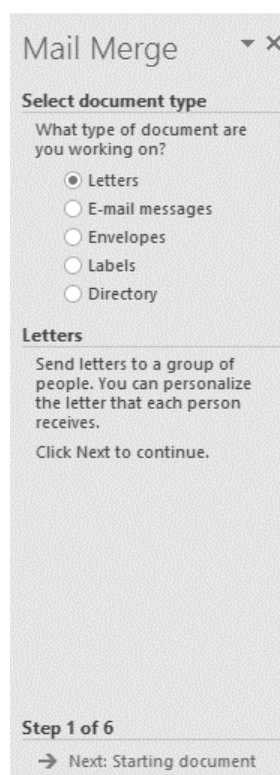 Mail Merge
Select document type
What type of document are
you working on?
Letters
E-mail messages
Envelopes
Labels
Directory
Letters
Send letters to a group of
people. You can personalize
the letter that each person
receives.
Click Next to continue.
Step 1 of 6
Next: Starting document